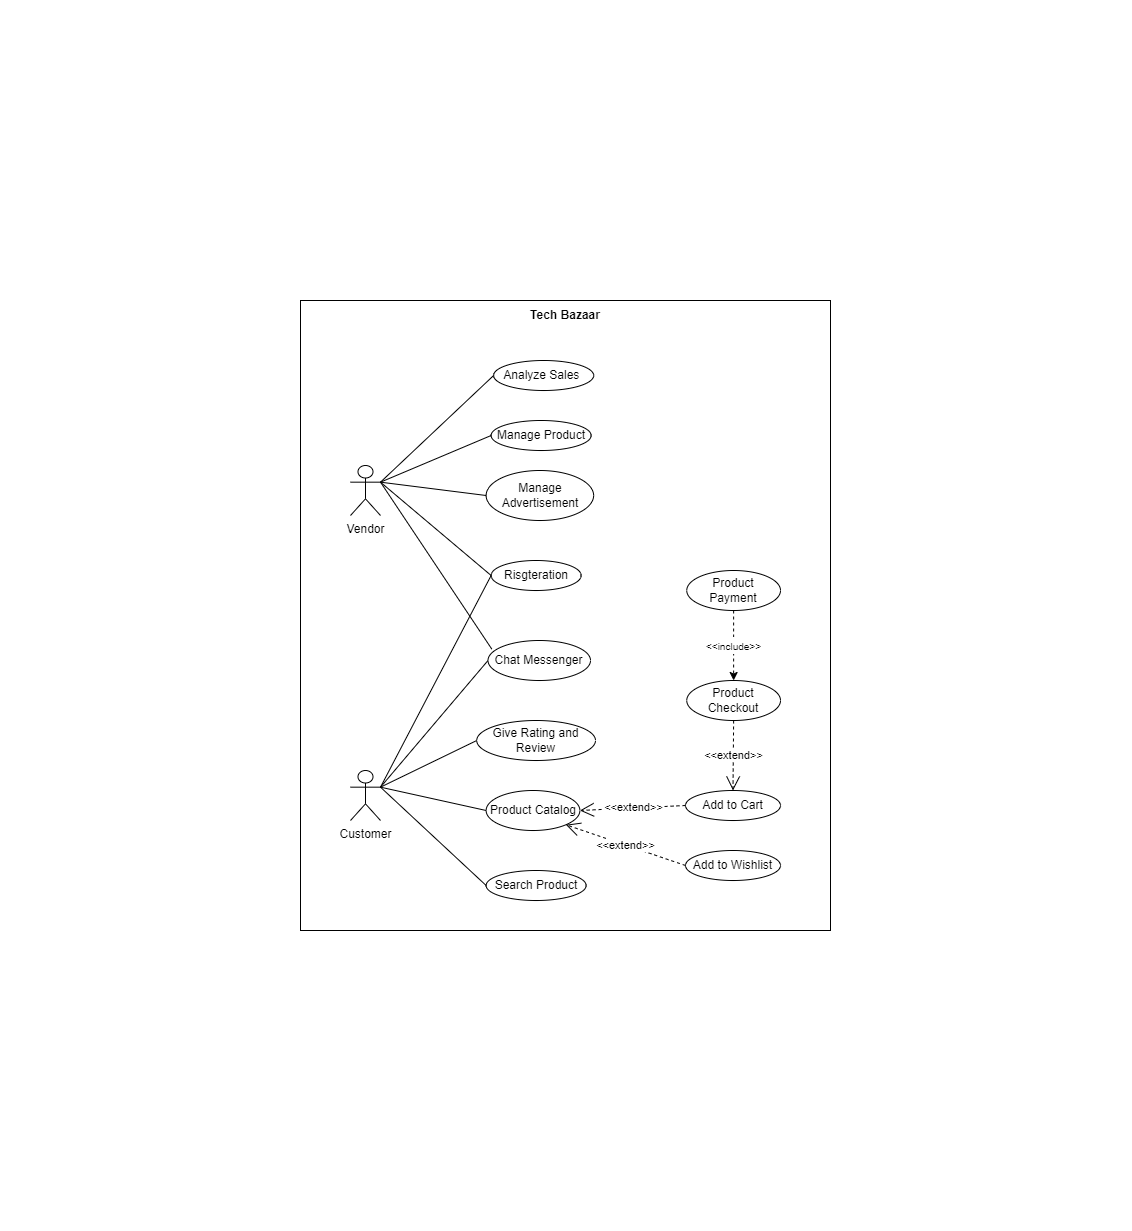 Tech Bazaar
Analyze Sales
Manage Product
Manage
Advertisement
Vendor
Risgteration
Product
Payment
<<include>>
Chat Messenger
Product
Checkout
Give Rating and
Review
<<extend>>
Customer
Product Catalog
<<extend>>
Add to Cart
<<extend>>
Add to Wishlist
Search Product